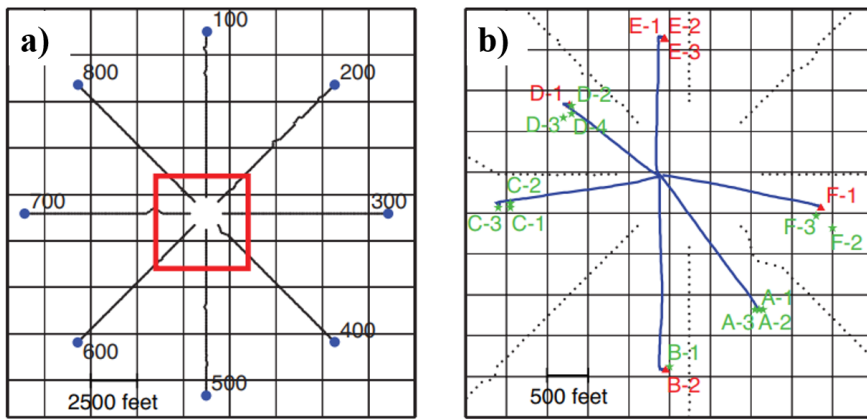 a)
100
800
200
700
300
600
400
500
2500 feet
b)
E-1 E-2
E-3
D-1 D-2
D-3 D-4
C-2
C-3 C-1
F-1
F-3
F-2
A-1
A-3 A-2
B-1
B-2
500 feet